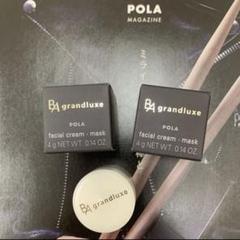 POLA
MAGAZINE
BA grandluxe
POLA
facial cream · mask
4 g NET WT. 0.14 OZ.
BA grandluxe
POLA
facial cream · mask
4 g NET WT. 0.14 OZ.
BA grandluxe